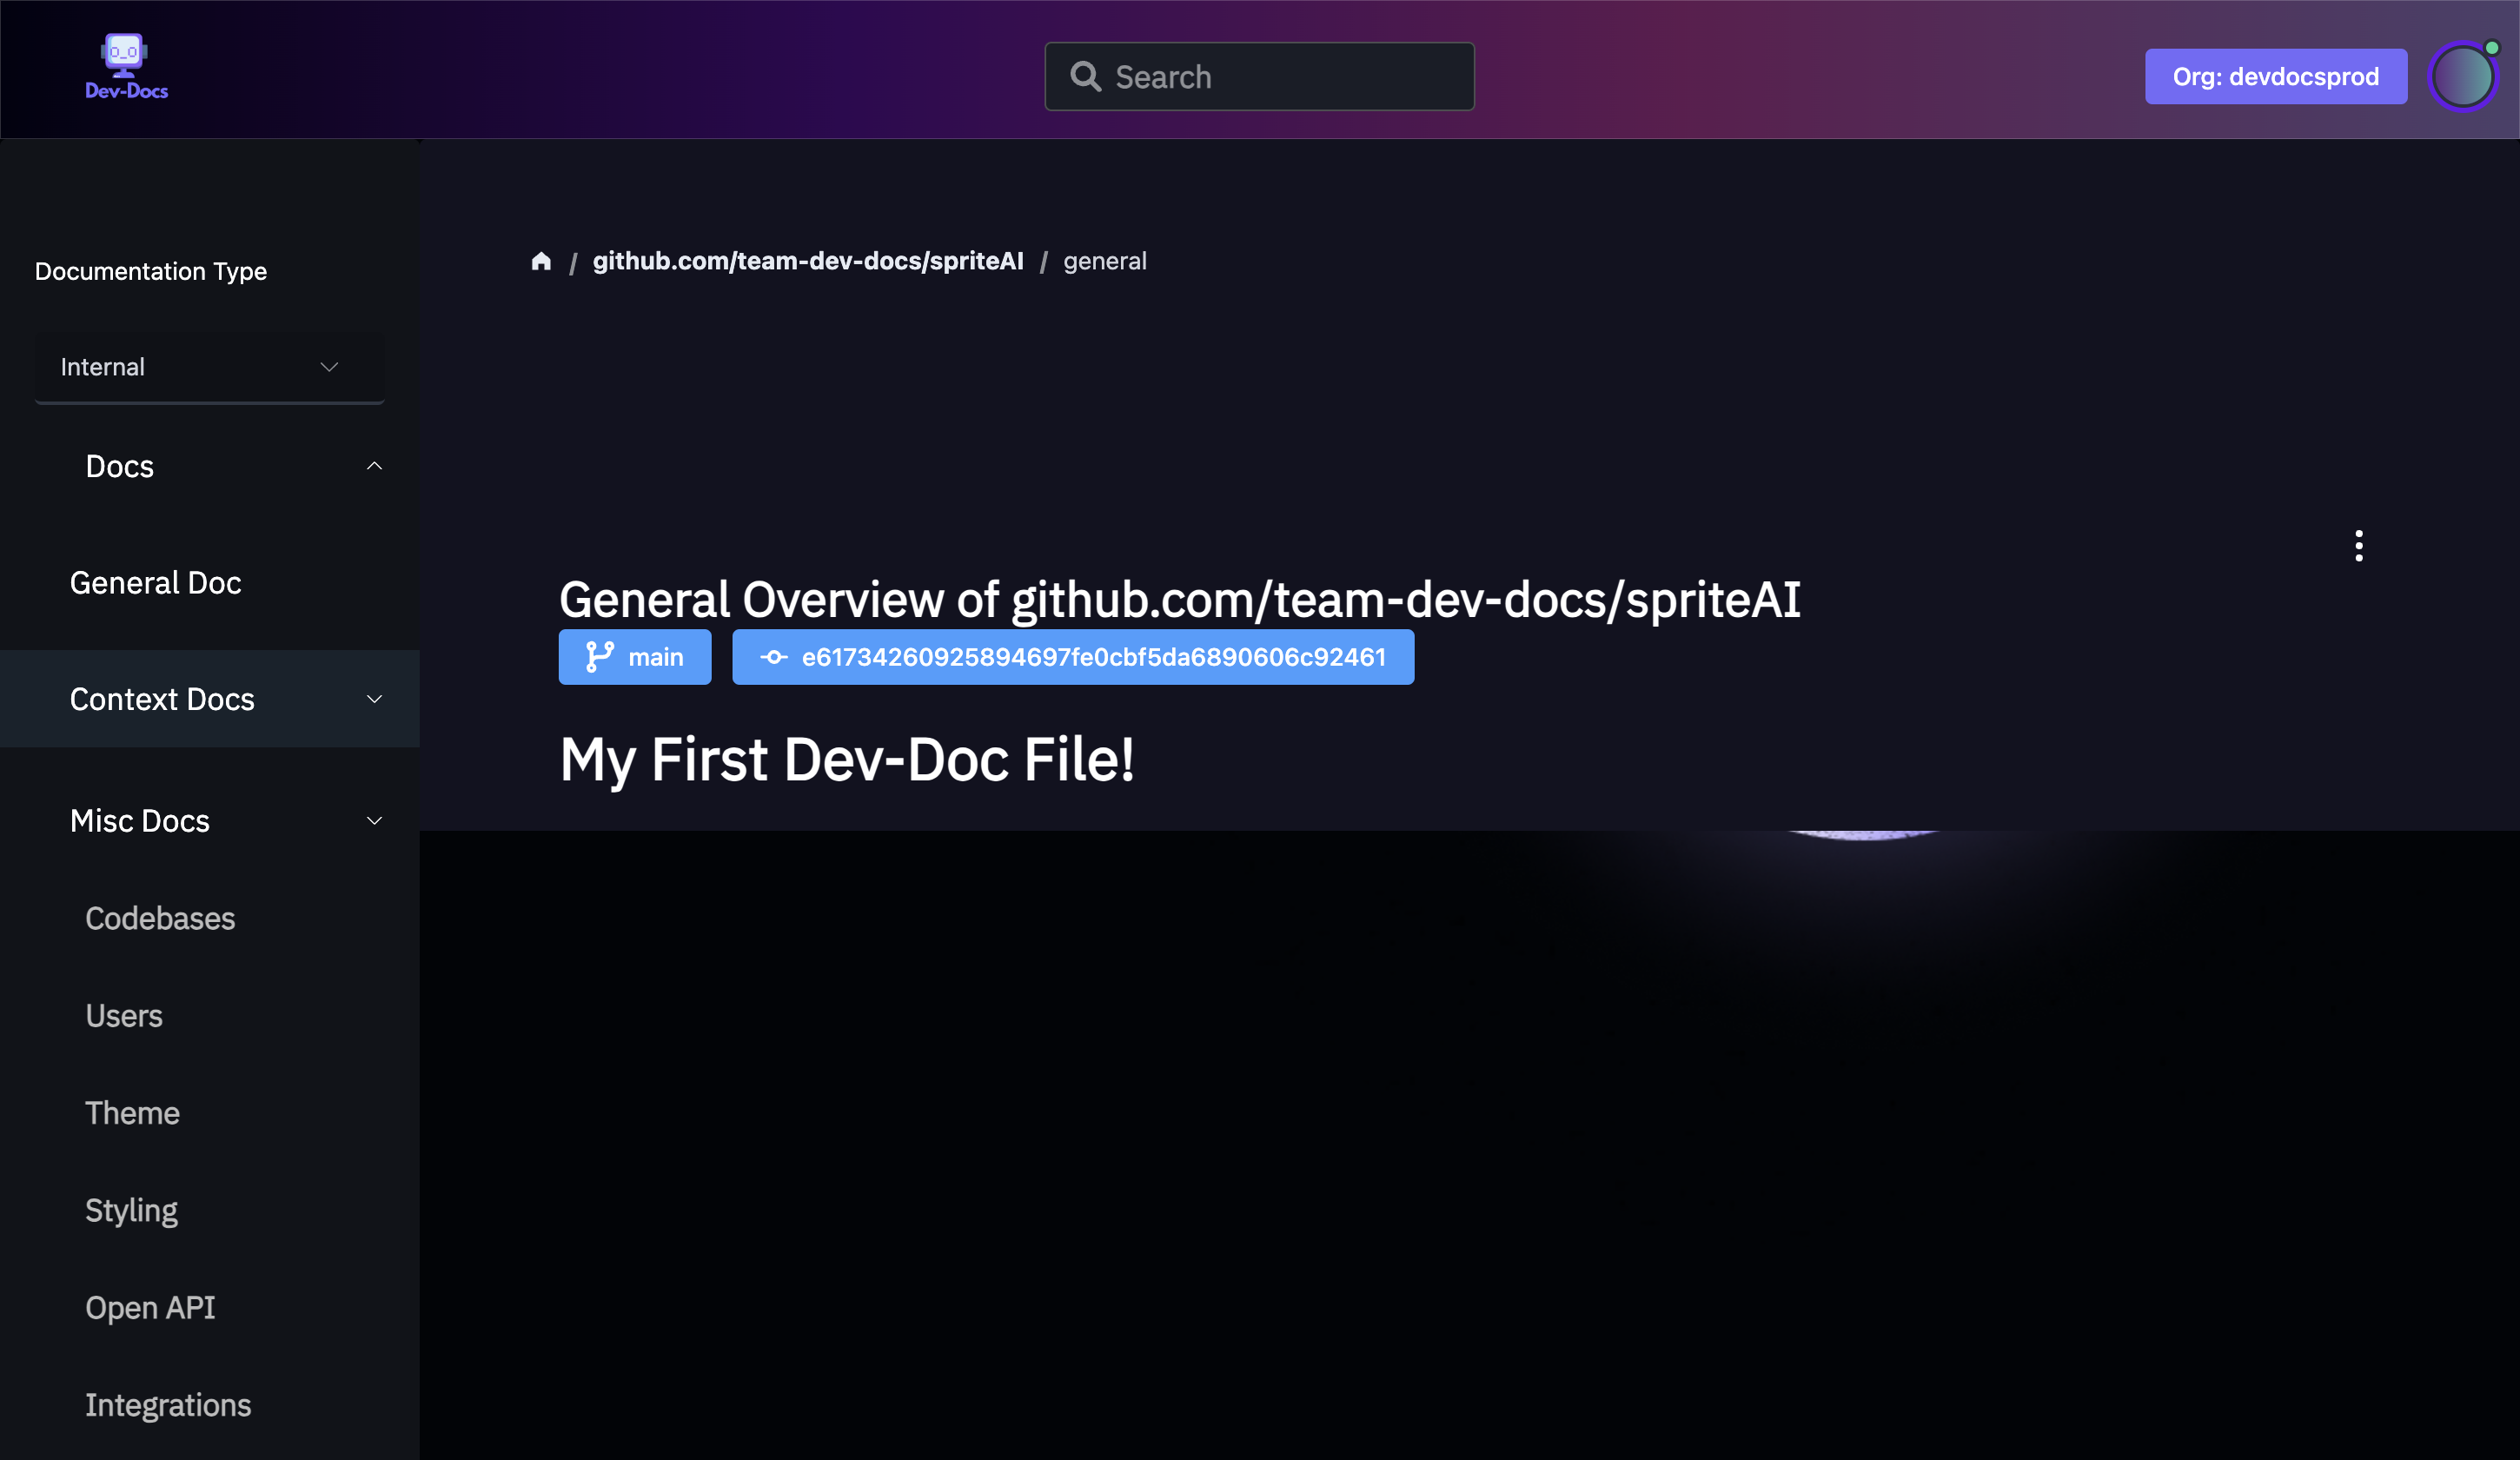 Dev-Docs
Search
Org: devdocsprod
Documentation Type
Internal
Docs
General Doc
Context Docs
Misc Docs
Codebases
Users
Theme
Styling
Open API
Integrations
/ github.com/team-dev-docs/spriteAI / general
General Overview of github.com/team-dev-docs/spriteAI
main e61734260925894697fe0cbf5da6890606c92461
My First Dev-Doc File!